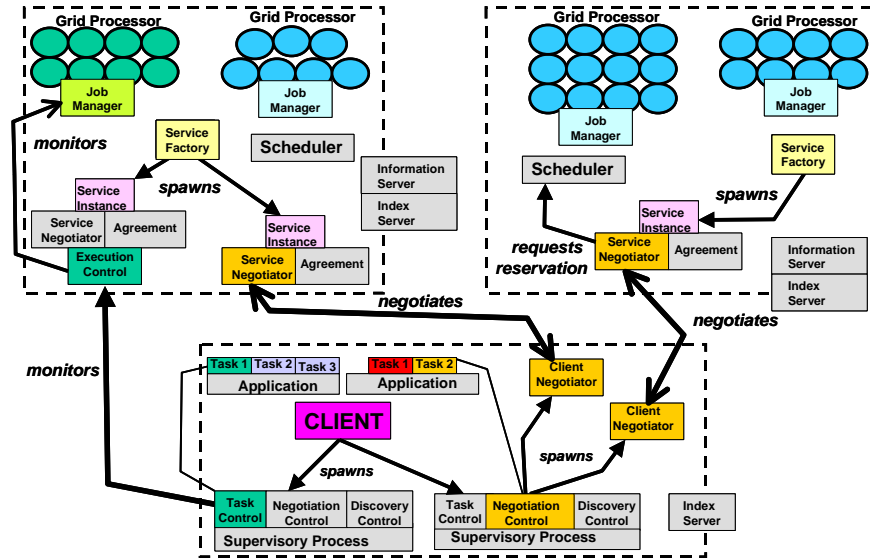 Grid Processor
Grid Processor
Grid Processor
Grid Processor
Job
Manager
Job
Manager
Job
Manager
Job
Manager
monitors
Service
Factory
Scheduler
Service
Factory
Information
Server
Index
Server
Scheduler
spawns
spawns
Service
Instance
Service
Negotiator
Agreement
Execution
Control
Service
Instance
Service
Negotiator
Agreement
Service
Instance
requests
reservation
Service
Negotiator
Agreement
Information
Server
Index
Server
negotiates
negotiates
monitors
Task 1
Task 2
Task 3
Application
Task 1
Task 2
Application
Client
Negotiator
Client
Negotiator
CLIENT
spawns
spawns
Task
Control
Negotiation
Control
Discovery
Control
Supervisory Process
Task
Control
Negotiation
Control
Discovery
Control
Supervisory Process
Index
Server